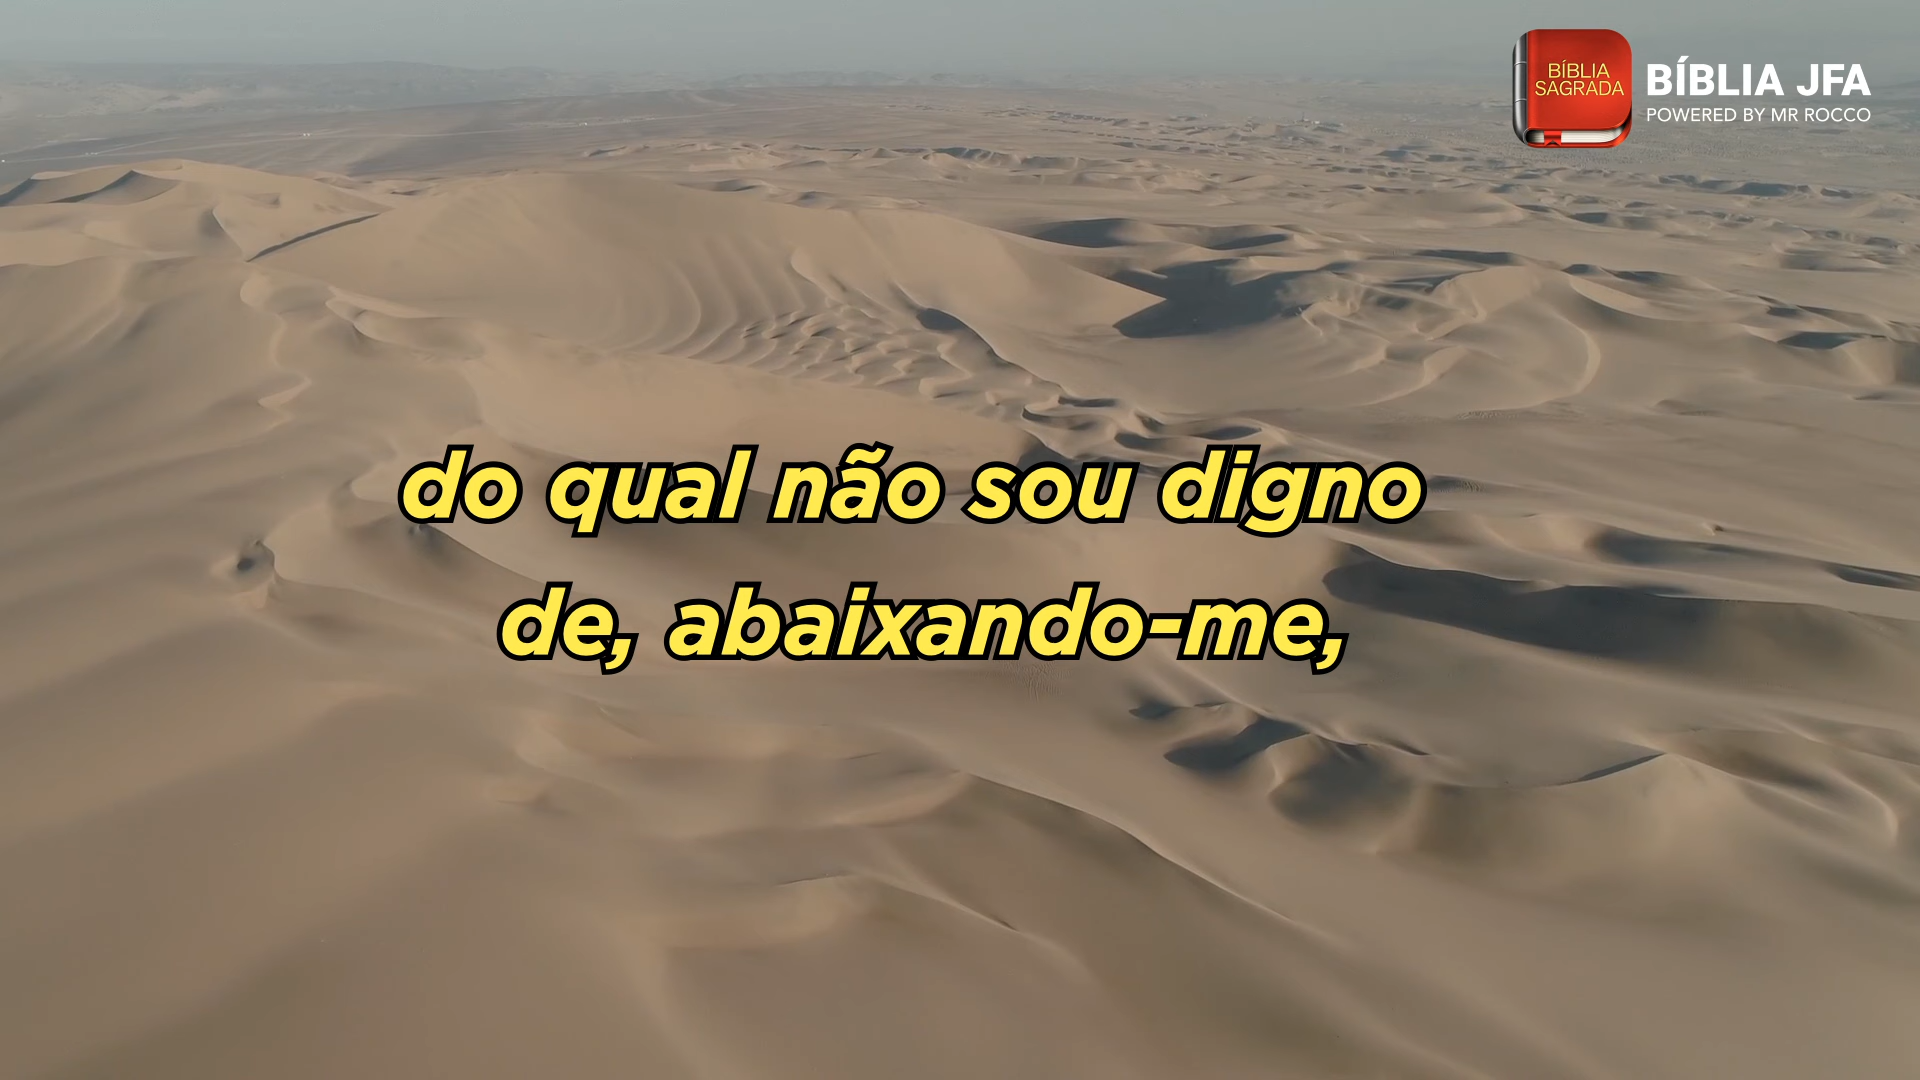 BÍBLIA
SAGRADA
BÍBLIA JFA
POWERED BY MR ROCCO
do qual não sou digno
de, abaixando-me,